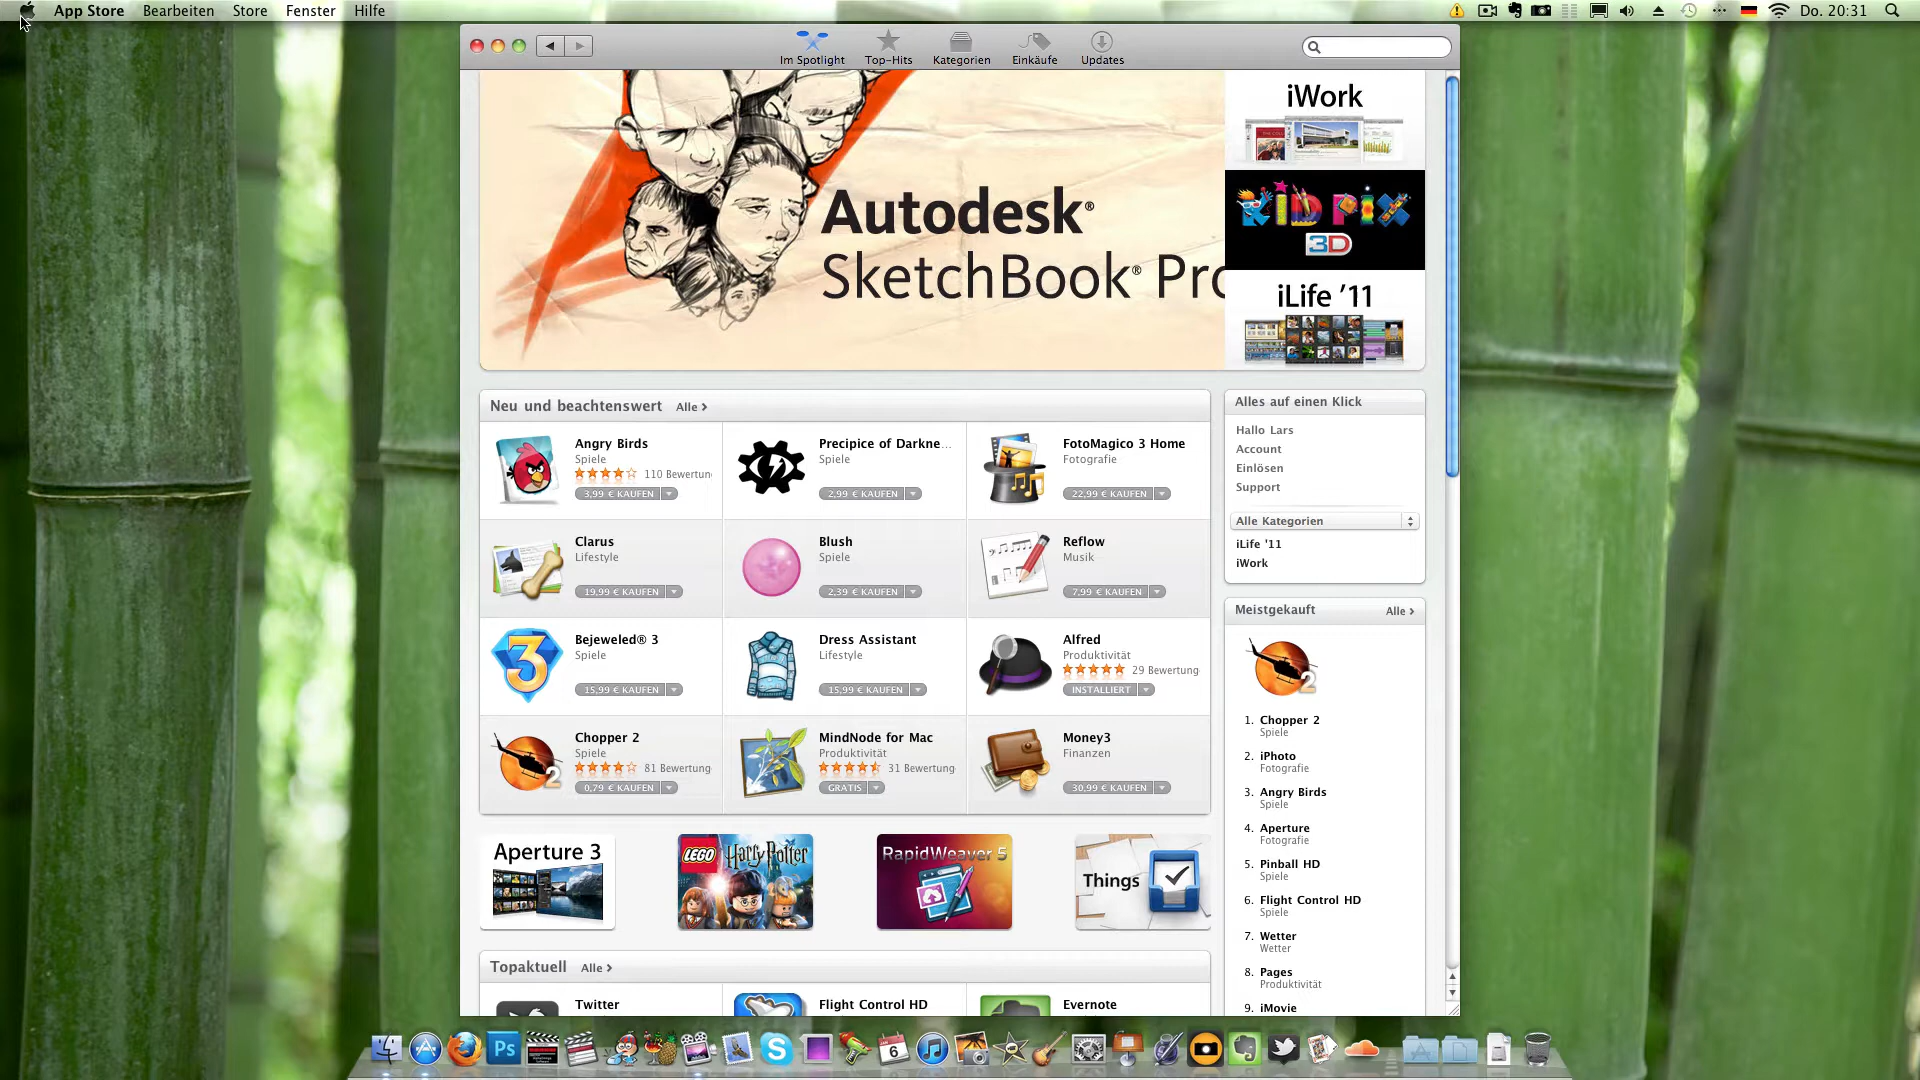 App Store Bearbeiten Store Fenster Hilfe
Do. 20:31
Im Spotlight Top-Hits Kategorien Einkäufe Updates
Autodesk®
SketchBook® Pro
iWork
KiD PiX
3D
iLife '11
Neu und beachtenswert Alle
Angry Birds
Spiele
110 Bewertun
3,99 € KAUFEN
Precipice of Darkne...
Spiele
2,99 € KAUFEN
FotoMagico 3 Home
Fotografie
22,99 € KAUFEN
Clarus
Lifestyle
19,99 € KAUFEN
Blush
Spiele
2,39 € KAUFEN
Reflow
Musik
7,99 € KAUFEN
Bejeweled® 3
Spiele
15,99 € KAUFEN
Dress Assistant
Lifestyle
15,99 € KAUFEN
Alfred
Produktivität
29 Bewertung
INSTALLIERT
Chopper 2
Spiele
81 Bewertung
0,79 € KAUFEN
MindNode for Mac
Produktivität
31 Bewertung
GRATIS
Money3
Finanzen
30,99 € KAUFEN
Aperture 3
LEGO Harry Potter
RapidWeaver 5
Things
Topaktuell Alle
Twitter
Flight Control HD
Evernote
Alles auf einen Klick
Hallo Lars
Account
Einlösen
Support
Alle Kategorien
iLife '11
iWork
Meistgekauft Alle
2
1. Chopper 2
Spiele
2. iPhoto
Fotografie
3. Angry Birds
Spiele
4. Aperture
Fotografie
5. Pinball HD
Spiele
6. Flight Control HD
Spiele
7. Wetter
Wetter
8. Pages
Produktivität
9. iMovie
Ps
6